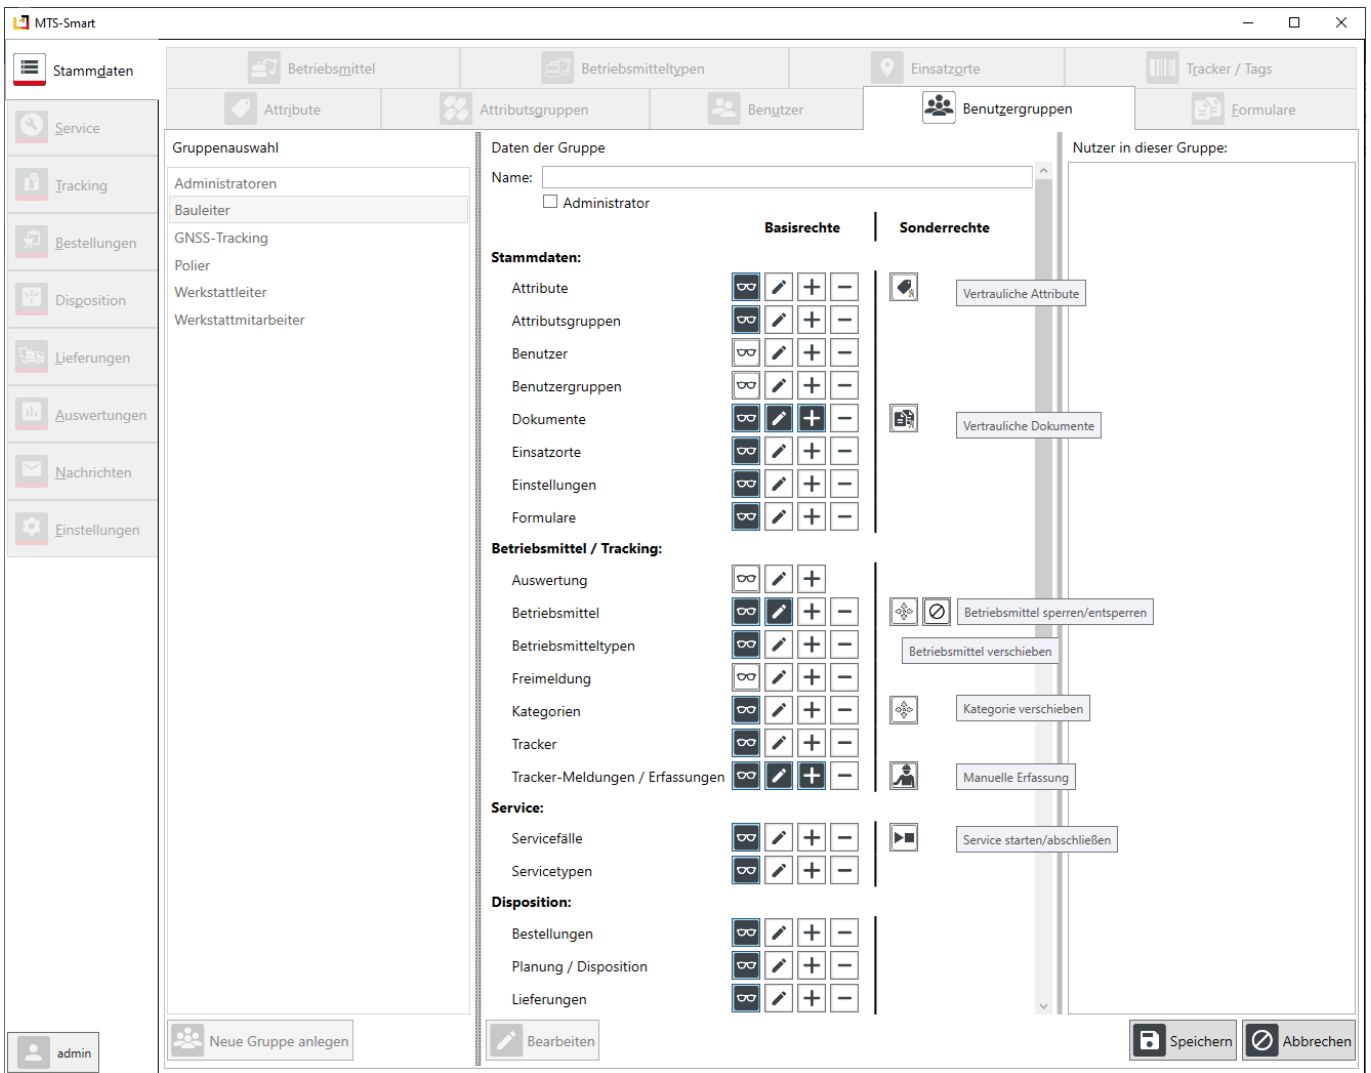 MTS-Smart
Stammdaten
Service
Tracking
Bestellungen
Disposition
Lieferungen
Auswertungen
Nachrichten
Einstellungen
admin
Betriebsmittel
Betriebsmitteltypen
Einsatzorte
Tracker / Tags
Attribute
Attributsgruppen
Benutzer
Benutzergruppen
Formulare
Gruppenauswahl
Administratoren
Bauleiter
GNSS-Tracking
Polier
Werkstattleiter
Werkstattmitarbeiter
Neue Gruppe anlegen
Daten der Gruppe
Name:
Administrator
Basisrechte Sonderrechte
Stammdaten:
Attribute Vertrauliche Attribute
Attributsgruppen
Benutzer
Benutzergruppen
Dokumente Vertrauliche Dokumente
Einsatzorte
Einstellungen
Formulare
Betriebsmittel / Tracking:
Auswertung
Betriebsmittel Betriebsmittel sperren/entsperren
Betriebsmitteltypen Betriebsmittel verschieben
Freimeldung
Kategorien Kategorie verschieben
Tracker
Tracker-Meldungen / Erfassungen Manuelle Erfassung
Service:
Servicefälle Service starten/abschließen
Servicetypen
Disposition:
Bestellungen
Planung / Disposition
Lieferungen
Bearbeiten
Nutzer in dieser Gruppe:
Speichern
Abbrechen